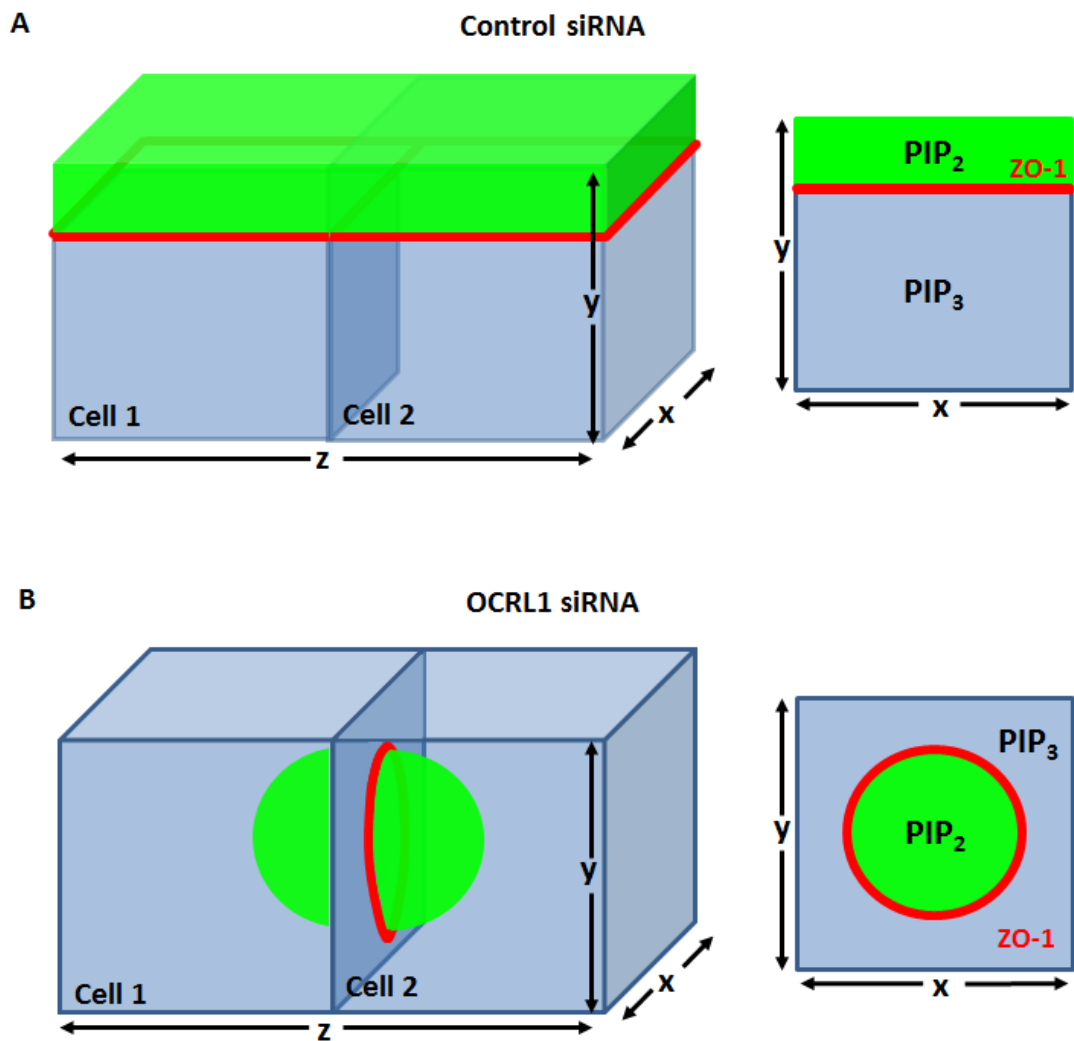 A
Control siRNA
PIP₂
ZO-1
y
PIP₃
x
y
x
Cell 1
Cell 2
z
B
OCRL1 siRNA
PIP₃
y
PIP₂
ZO-1
x
y
x
Cell 1
Cell 2
z